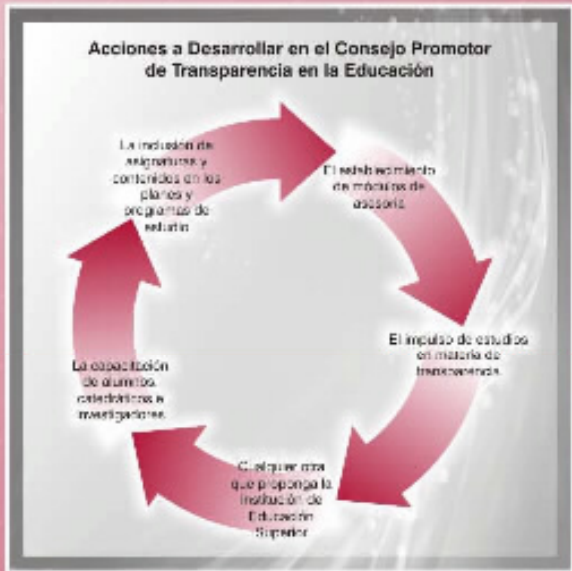 Acciones a Desarrollar en el Consejo Promotor
de Transparencia en la Educación
La inclusión de
asignaturas y
contenidos en los
planes y
programas de
estudio
El establecimiento
de módulos de
asesoría
El impulso de estudios
en materia de
transparencia
Cualquier otra
que proponga la
Institución de
Educación
Superior
La capacitación
de alumnos,
catedráticos e
investigadores